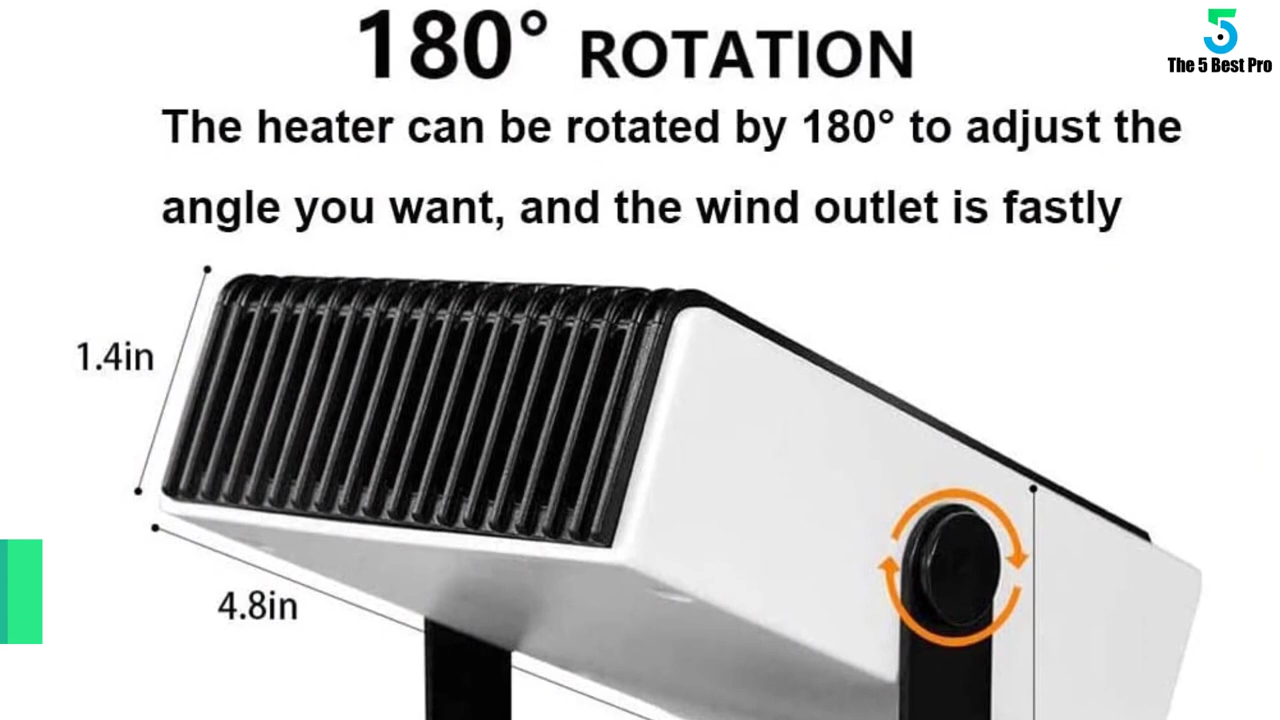 180° ROTATION
The 5 Best Pro
The heater can be rotated by 180° to adjust the
angle you want, and the wind outlet is fastly
1.4in
4.8in